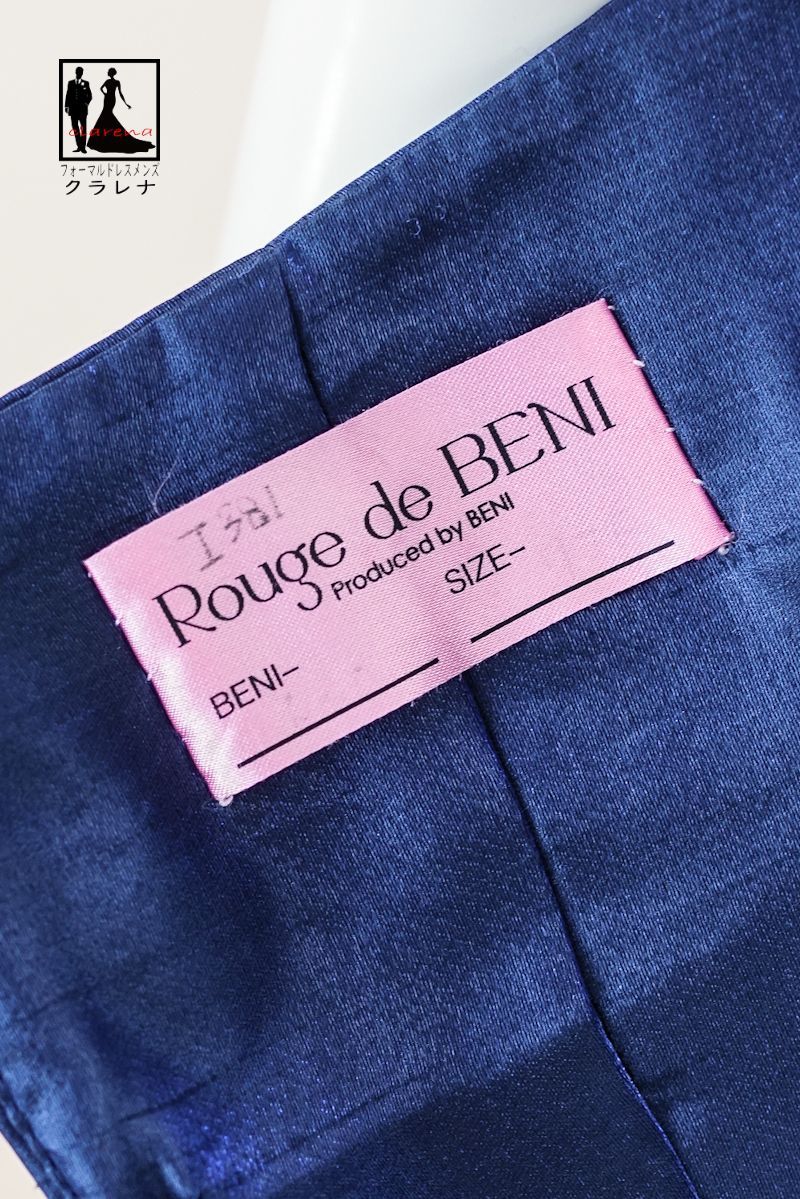 clarena
フォーマルドレスメンズ
クラレナ
Rouge de BENI
Produced by BENI
SIZE-
BENI-